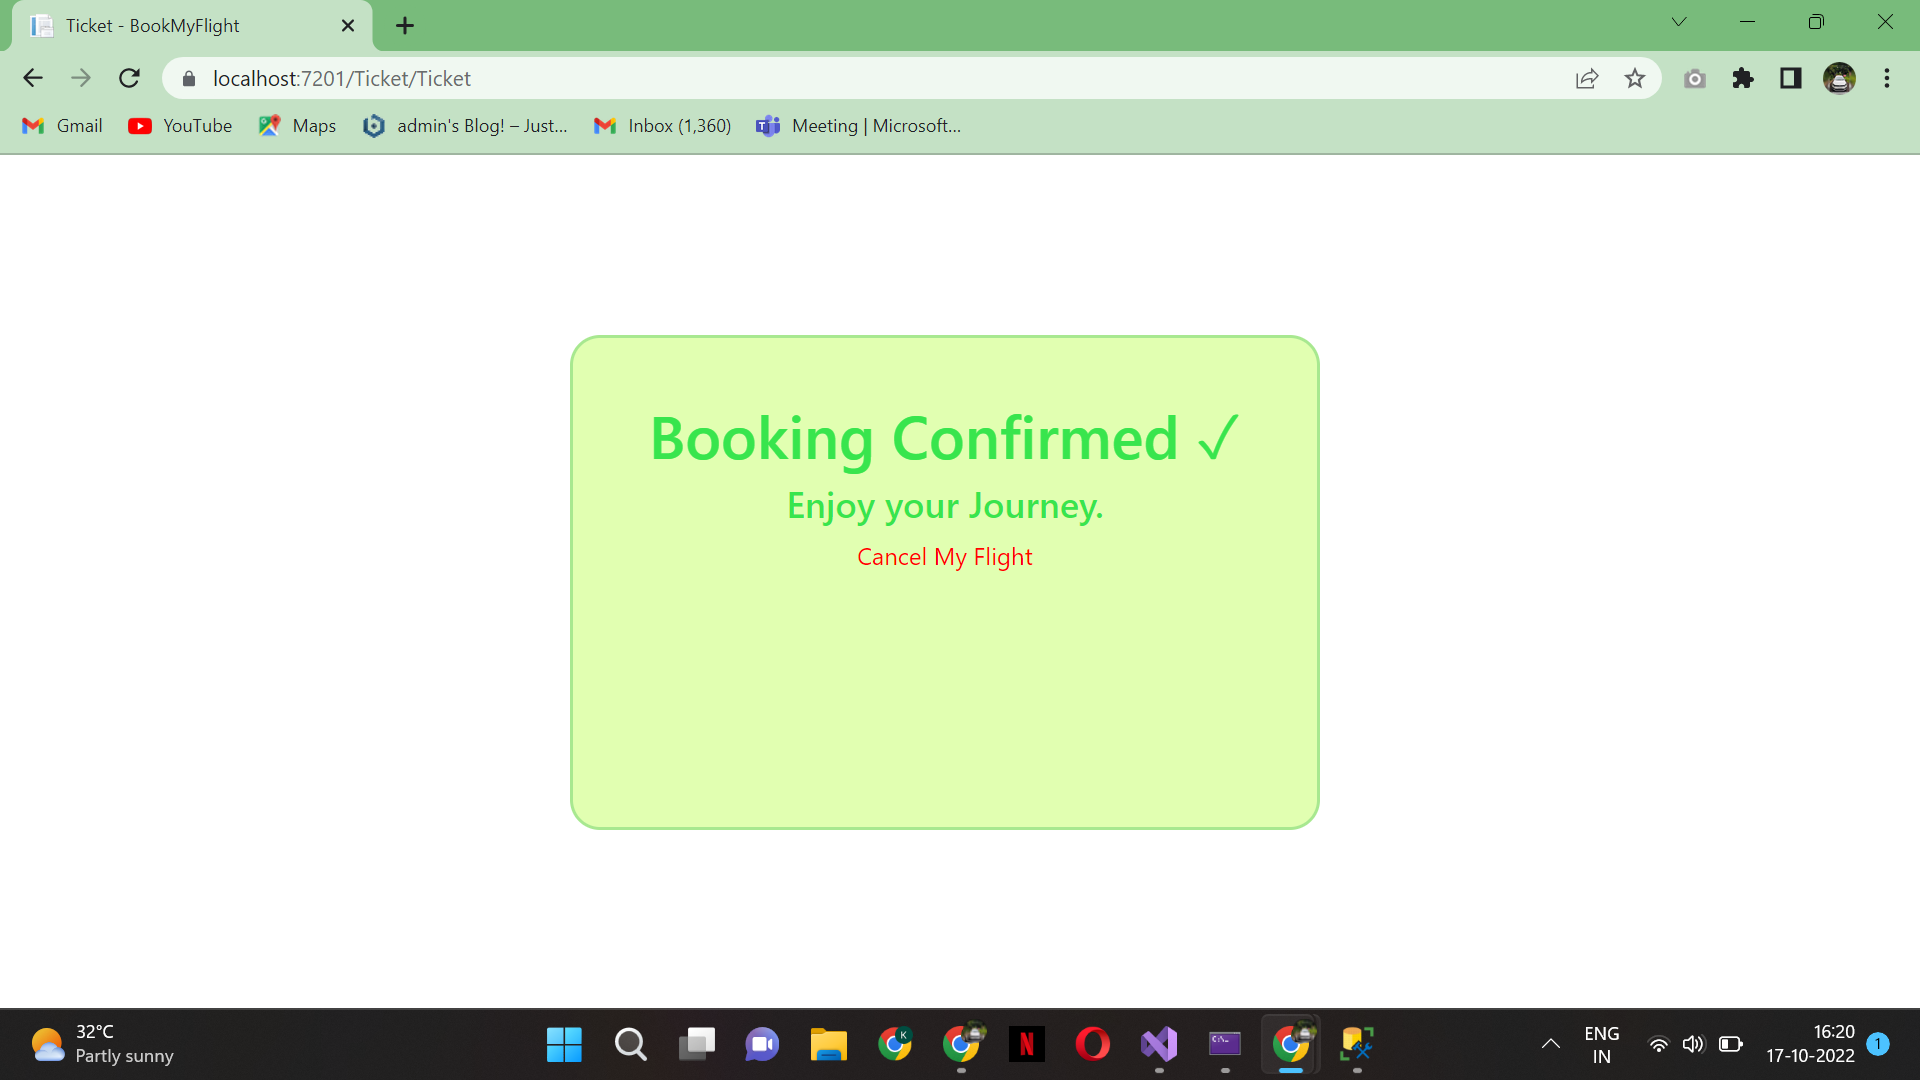 Ticket - BookMyFlight
localhost:7201/Ticket/Ticket
Gmail
YouTube
Maps
admin's Blog! – Just...
Inbox (1,360)
Meeting | Microsoft...
Booking Confirmed ✓
Enjoy your Journey.
Cancel My Flight
32°C
Partly sunny
K
N
C:\_
ENG
IN
16:20
17-10-2022
1